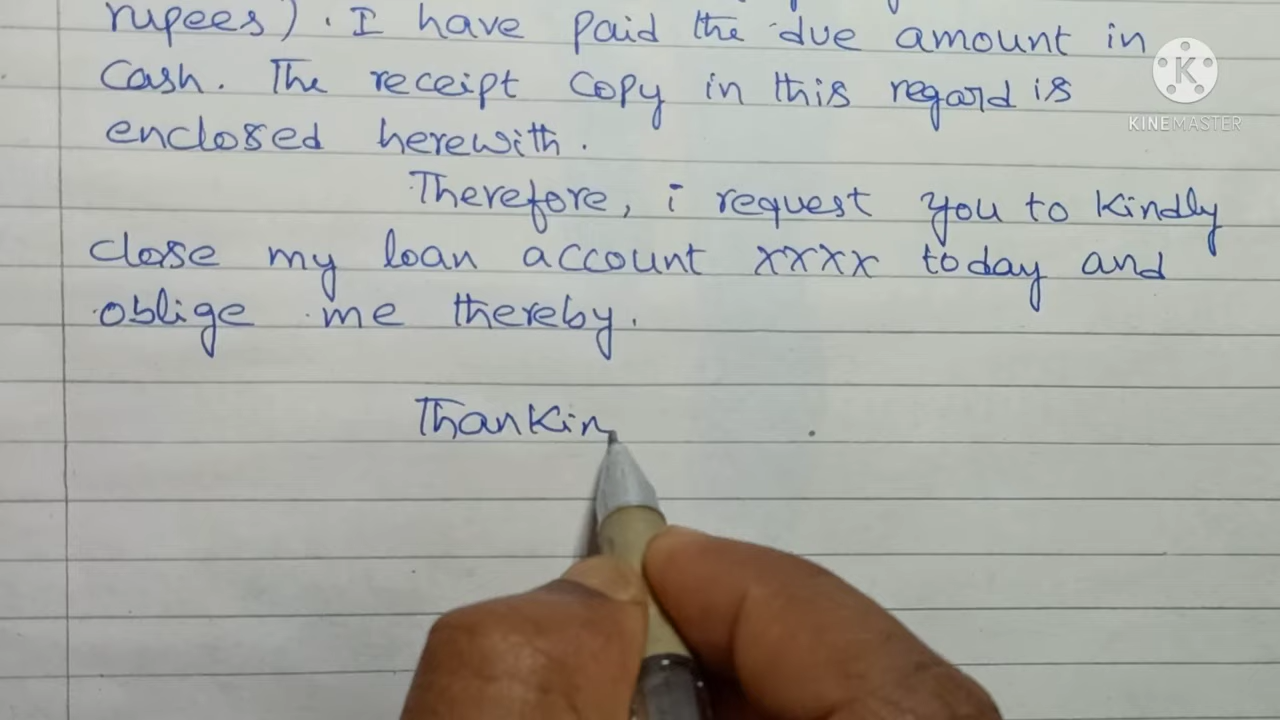 rupees). I have paid the due amount in
Cash. The receipt Copy in this regard is
enclosed herewith.
Therefore, i request you to Kindly
close my loan account xxxx today and
oblige me thereby.
ThanKin
K
KINEMASTER